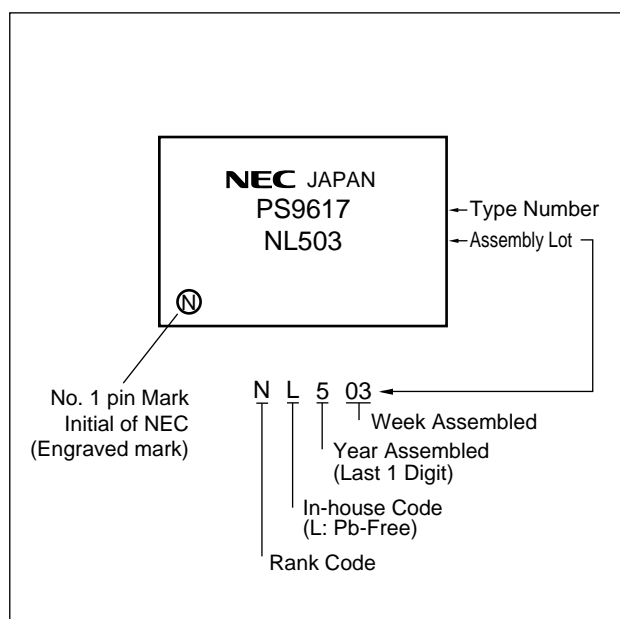 NEC JAPAN
PS9617
NL503
Type Number
Assembly Lot
N
No. 1 pin Mark
Initial of NEC
(Engraved mark)
N L 5 03
Week Assembled
Year Assembled
(Last 1 Digit)
In-house Code
(L: Pb-Free)
Rank Code